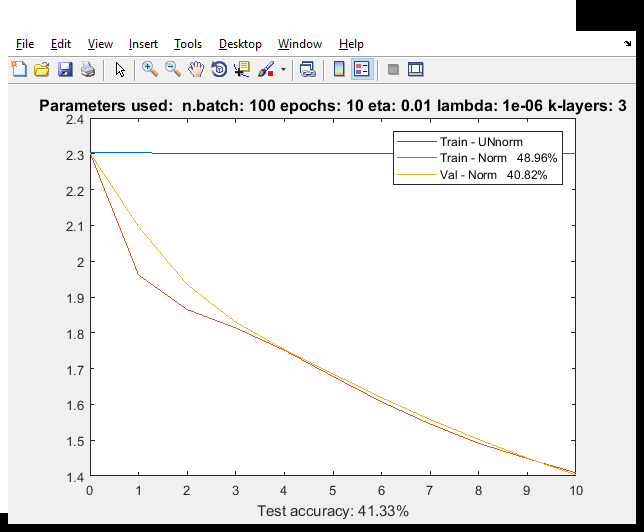 File Edit View Insert Tools Desktop Window Help
Parameters used: n.batch: 100 epochs: 10 eta: 0.01 lambda: 1e-06 k-layers: 3
2.4
2.3
2.2
2.1
2
1.9
1.8
1.7
1.6
1.5
1.4
Train - UNnorm
Train - Norm 48.96%
Val - Norm 40.82%
0 1 2 3 4 5 6 7 8 9 10
Test accuracy: 41.33%